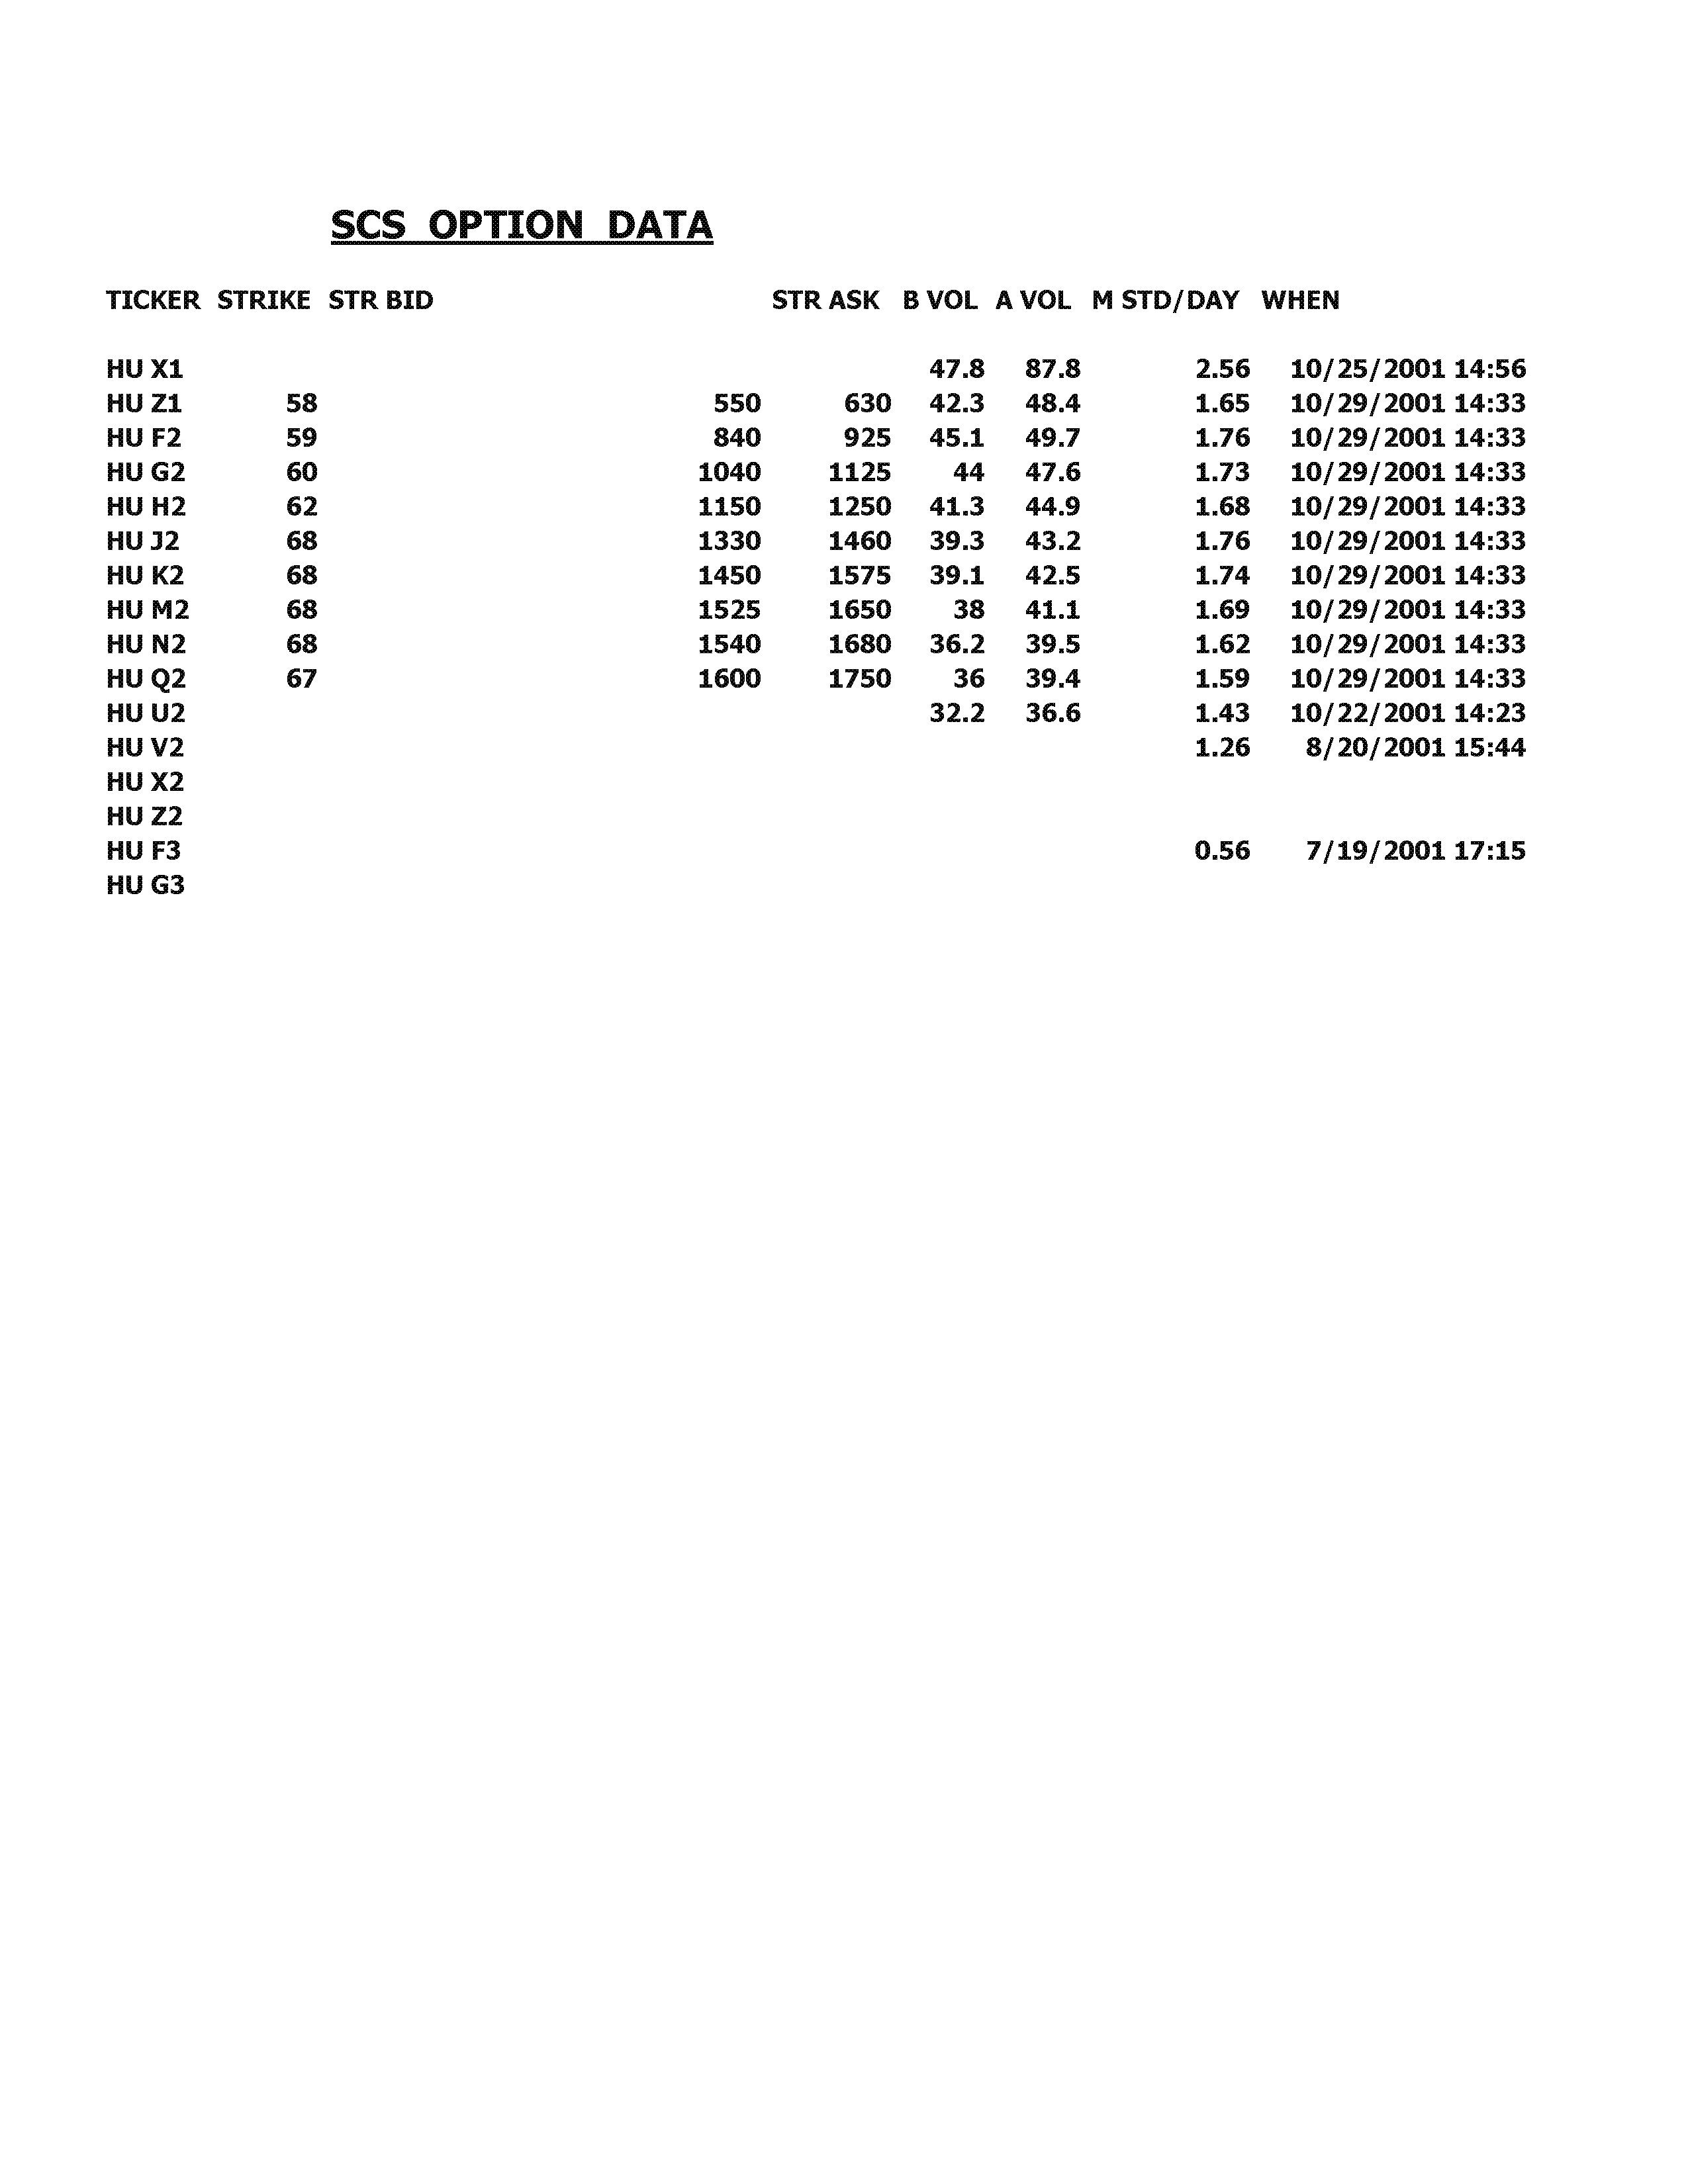 SCS OPTION DATA
TICKER STRIKE STR BID STR ASK B VOL A VOL M STD/DAY WHEN
HU X1 47.8 87.8 2.56 10/25/2001 14:56
HU Z1 58 550 630 42.3 48.4 1.65 10/29/2001 14:33
HU F2 59 840 925 45.1 49.7 1.76 10/29/2001 14:33
HU G2 60 1040 1125 44 47.6 1.73 10/29/2001 14:33
HU H2 62 1150 1250 41.3 44.9 1.68 10/29/2001 14:33
HU J2 68 1330 1460 39.3 43.2 1.76 10/29/2001 14:33
HU K2 68 1450 1575 39.1 42.5 1.74 10/29/2001 14:33
HU M2 68 1525 1650 38 41.1 1.69 10/29/2001 14:33
HU N2 68 1540 1680 36.2 39.5 1.62 10/29/2001 14:33
HU Q2 67 1600 1750 36 39.4 1.59 10/29/2001 14:33
HU U2 32.2 36.6 1.43 10/22/2001 14:23
HU V2 1.26 8/20/2001 15:44
HU X2
HU Z2
HU F3 0.56 7/19/2001 17:15
HU G3